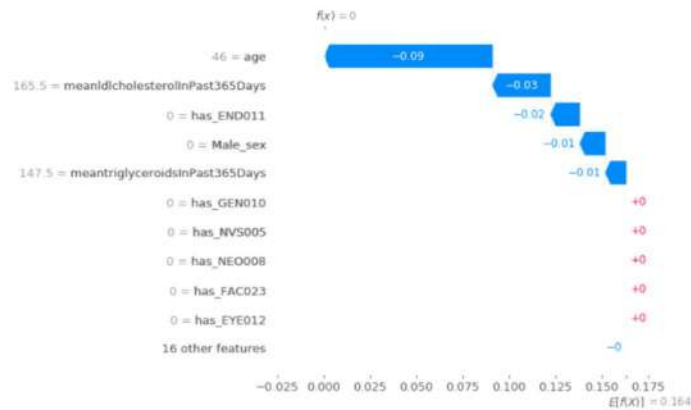 f(x) = 0
46 = age
−0.09
165.5 = meanldlcholesterolInPast365Days
−0.03
0 = has_END011
−0.02
0 = Male_sex
−0.01
147.5 = meantriglyceroidsInPast365Days
−0.01
0 = has_GEN010
+0
0 = has_NVS005
+0
0 = has_NEO008
+0
0 = has_FAC023
+0
0 = has_EYE012
+0
16 other features
−0
−0.025 0.000 0.025 0.050 0.075 0.100 0.125 0.150 0.175
E[f(X)] = 0.164